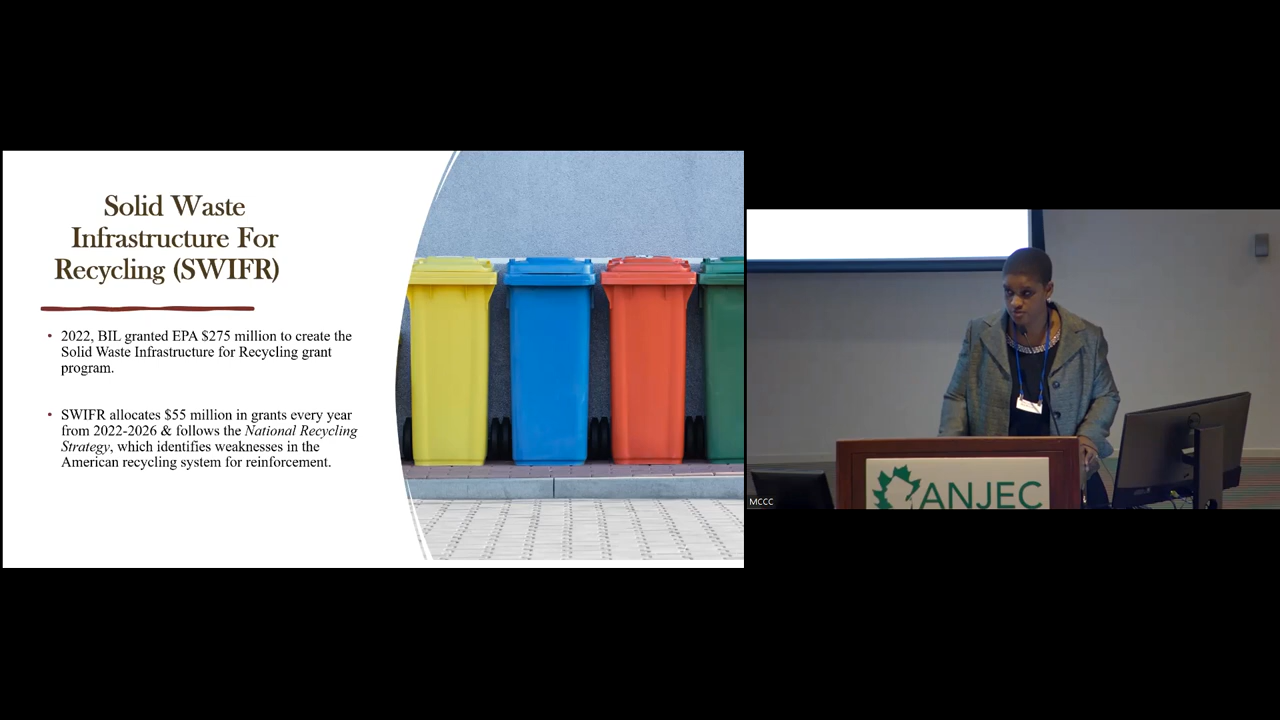 Solid Waste
Infrastructure For
Recycling (SWIFR)
• 2022, BIL granted EPA $275 million to create the
Solid Waste Infrastructure for Recycling grant
program.
• SWIFR allocates $55 million in grants every year
from 2022-2026 & follows the National Recycling
Strategy, which identifies weaknesses in the
American recycling system for reinforcement.
ANJEC
MCCC